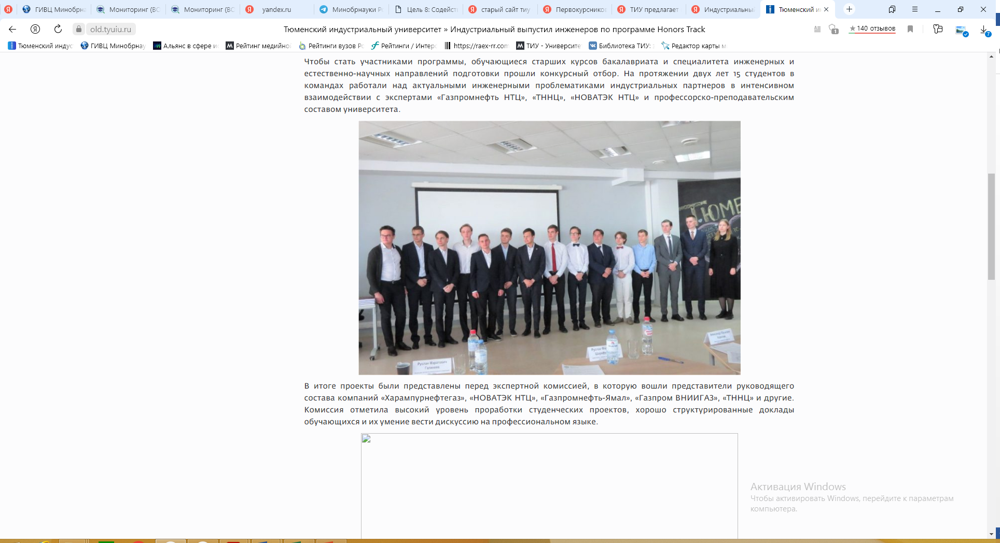 ГИВЦ Минобрна
Мониторинг (ВС
Мониторинг (ВС
yandex.ru
Минобрнауки Р
Цель 8: Содейст
старый сайт тиу
Первокурснико
ТИУ предлагает
Индустриальны
Тюменский и
old.tyuiu.ru
Тюменский индустриальный университет » Индустриальный выпустил инженеров по программе Honors Track
1
★ 140 отзывов
7
Тюменский индус
ГИВЦ Минобрнау
Альянс в сфере и
Рейтинг медийной
Рейтинги вузов Ро
Рейтинги / Интер
https://raex-rr.com
ТИУ - Университе
Библиотека ТИУ:
Редактор карты м
Чтобы стать участниками программы, обучающиеся старших курсов бакалавриата и специалитета инженерных и
естественно-научных направлений подготовки прошли конкурсный отбор. На протяжении двух лет 15 студентов в
командах работали над актуальными инженерными проблематиками индустриальных партнеров в интенсивном
взаимодействии с экспертами «Газпромнефть НТЦ», «ТННЦ», «НОВАТЭК НТЦ» и профессорско-преподавательским
составом университета.
ТЮМЕ
Руслан Маратович
Галикеев
Руслан
В итоге проекты были представлены перед экспертной комиссией, в которую вошли представители руководящего
состава компаний «Харампурнефтегаз», «НОВАТЭК НТЦ», «Газпромнефть-Ямал», «Газпром ВНИИГАЗ», «ТННЦ» и другие.
Комиссия отметила высокий уровень проработки студенческих проектов, хорошо структурированные доклады
обучающихся и их умение вести дискуссию на профессиональном языке.
Активация Windows
Чтобы активировать Windows, перейдите к параметрам
компьютера.